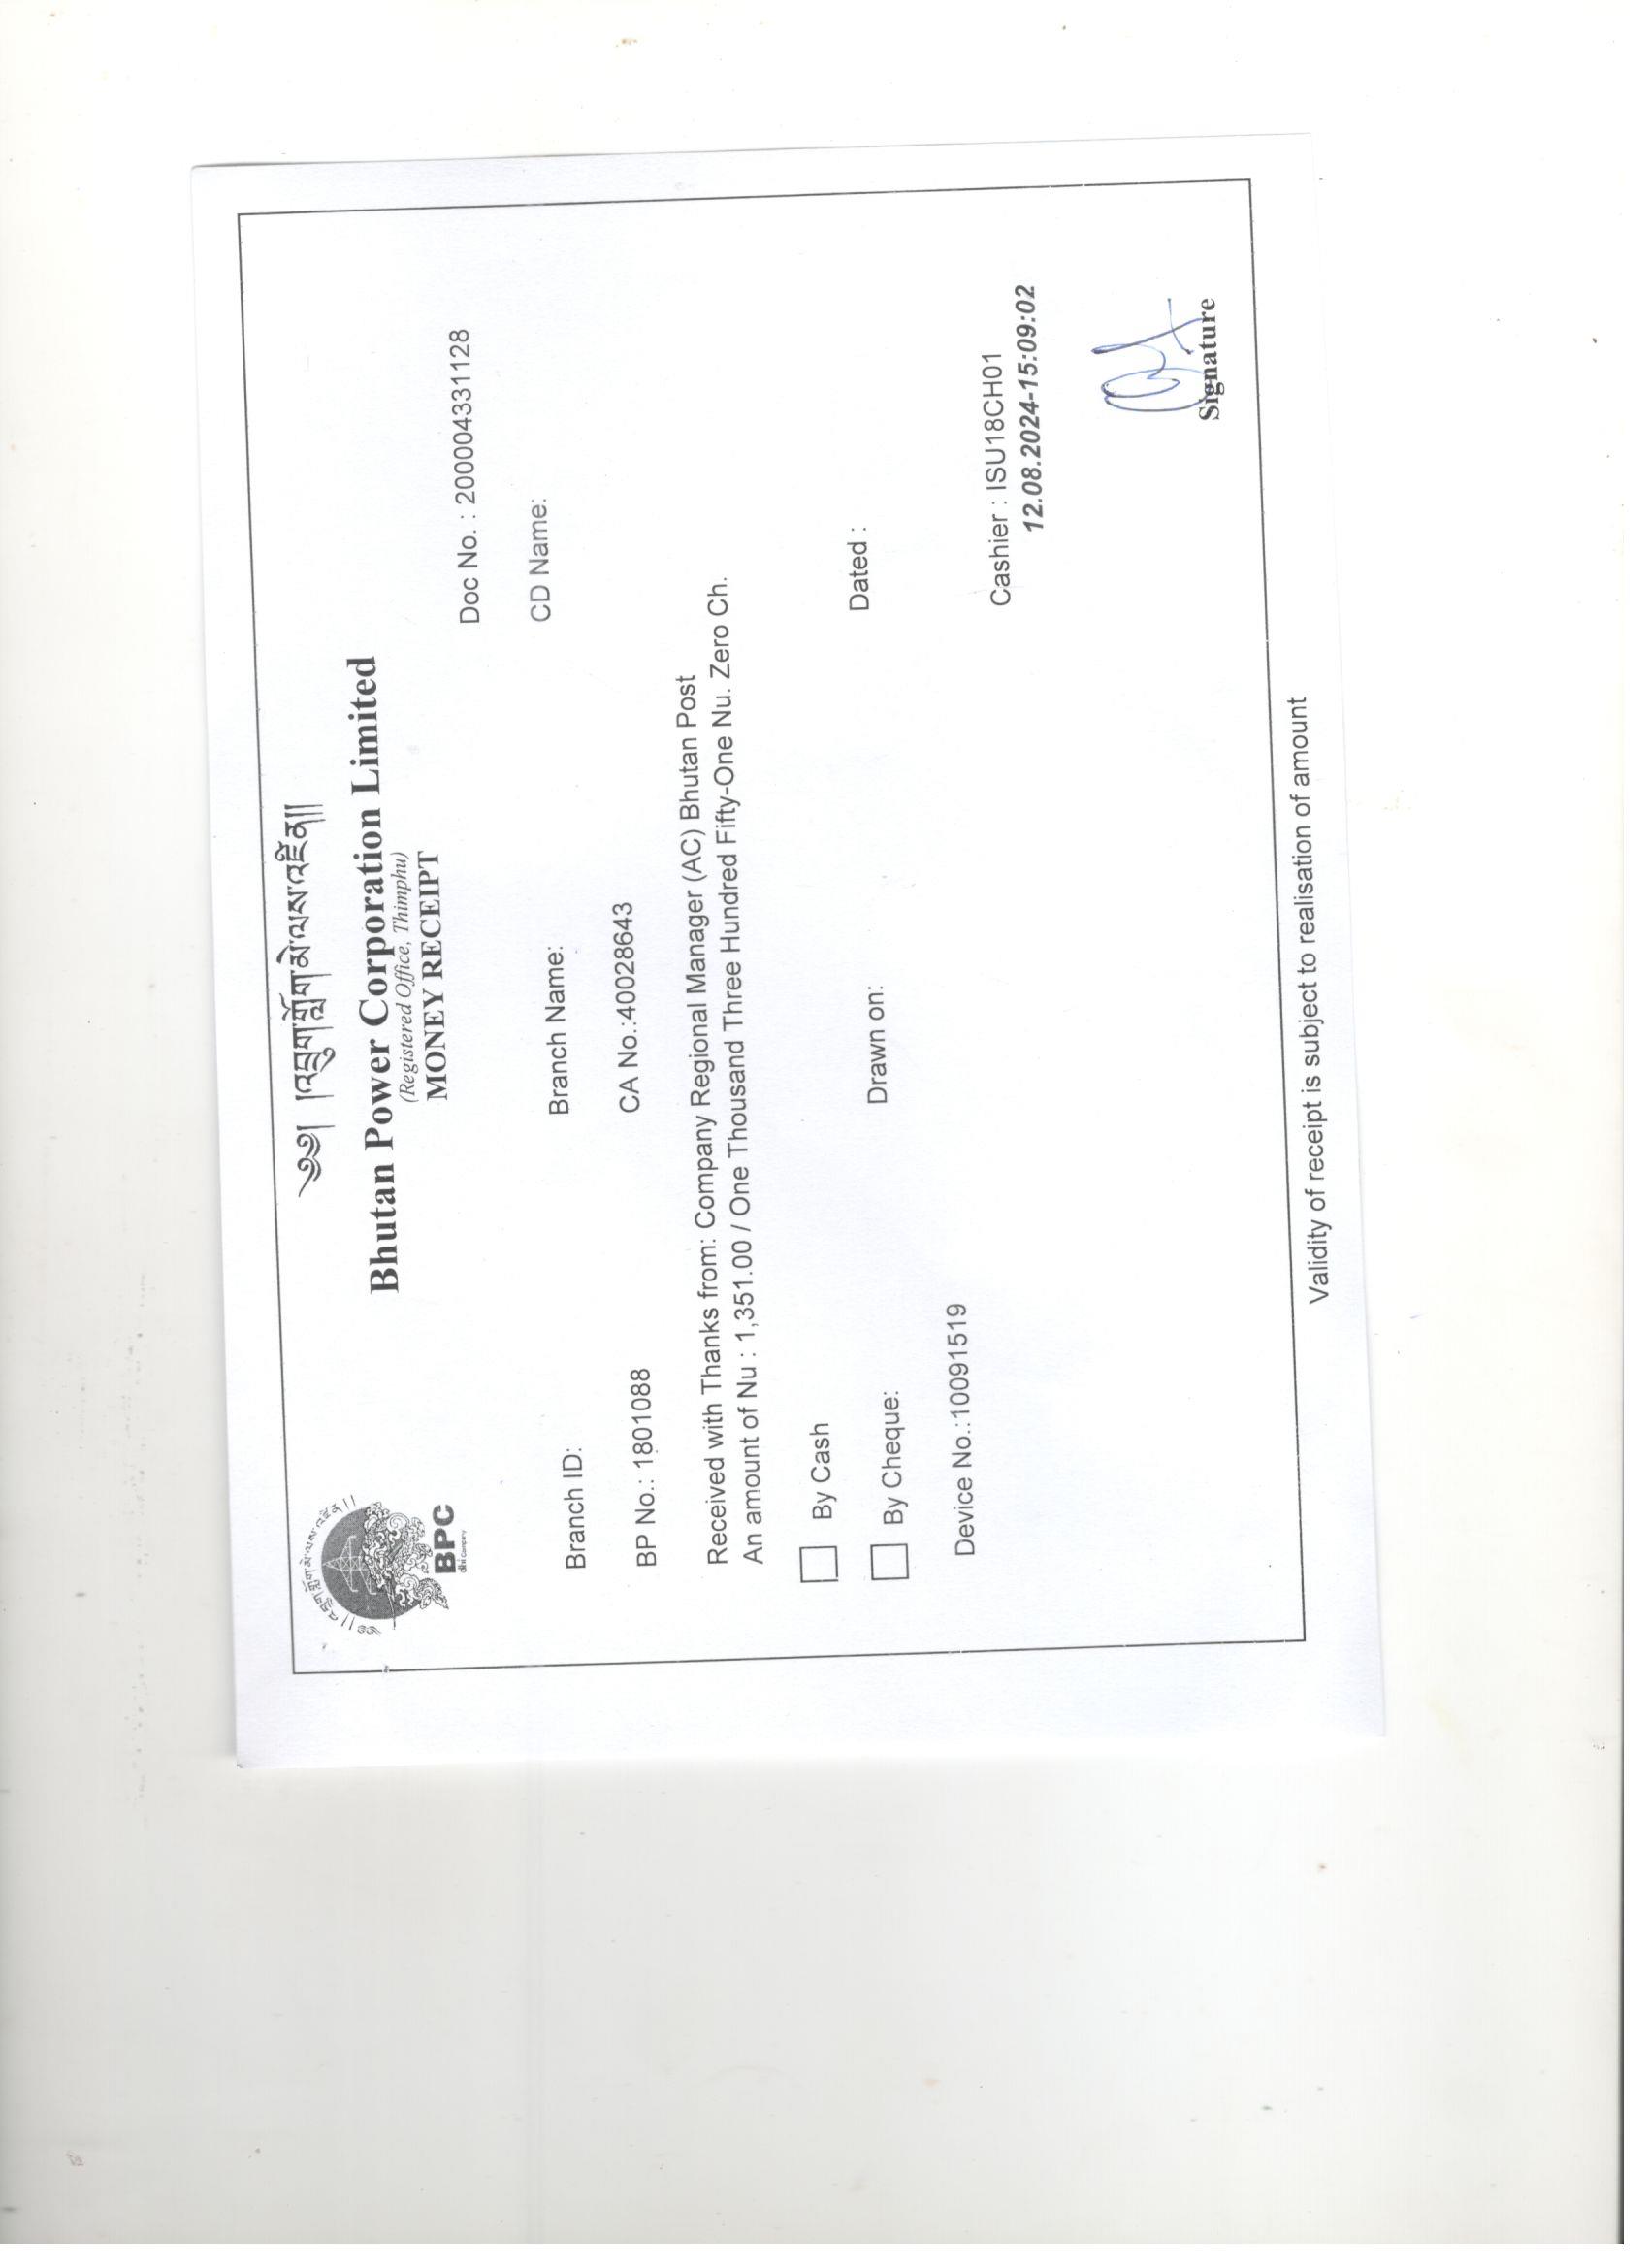 ༄༅། །འབྲུག་གློག་མེ་ལས་འཛིན།།
Bhutan Power Corporation Limited
(Registered Office, Thimphu)
MONEY RECEIPT
BPC
Doc No. : 200004331128
Branch ID: Branch Name: CD Name:
BP No.: 1801088 CA No.:40028643
Received with Thanks from: Company Regional Manager (AC) Bhutan Post
An amount of Nu : 1,351.00 / One Thousand Three Hundred Fifty-One Nu. Zero Ch.
By Cash
By Cheque: Drawn on: Dated :
Device No.:10091519
Cashier : ISU18CH01
12.08.2024-15:09:02
Signature
Validity of receipt is subject to realisation of amount